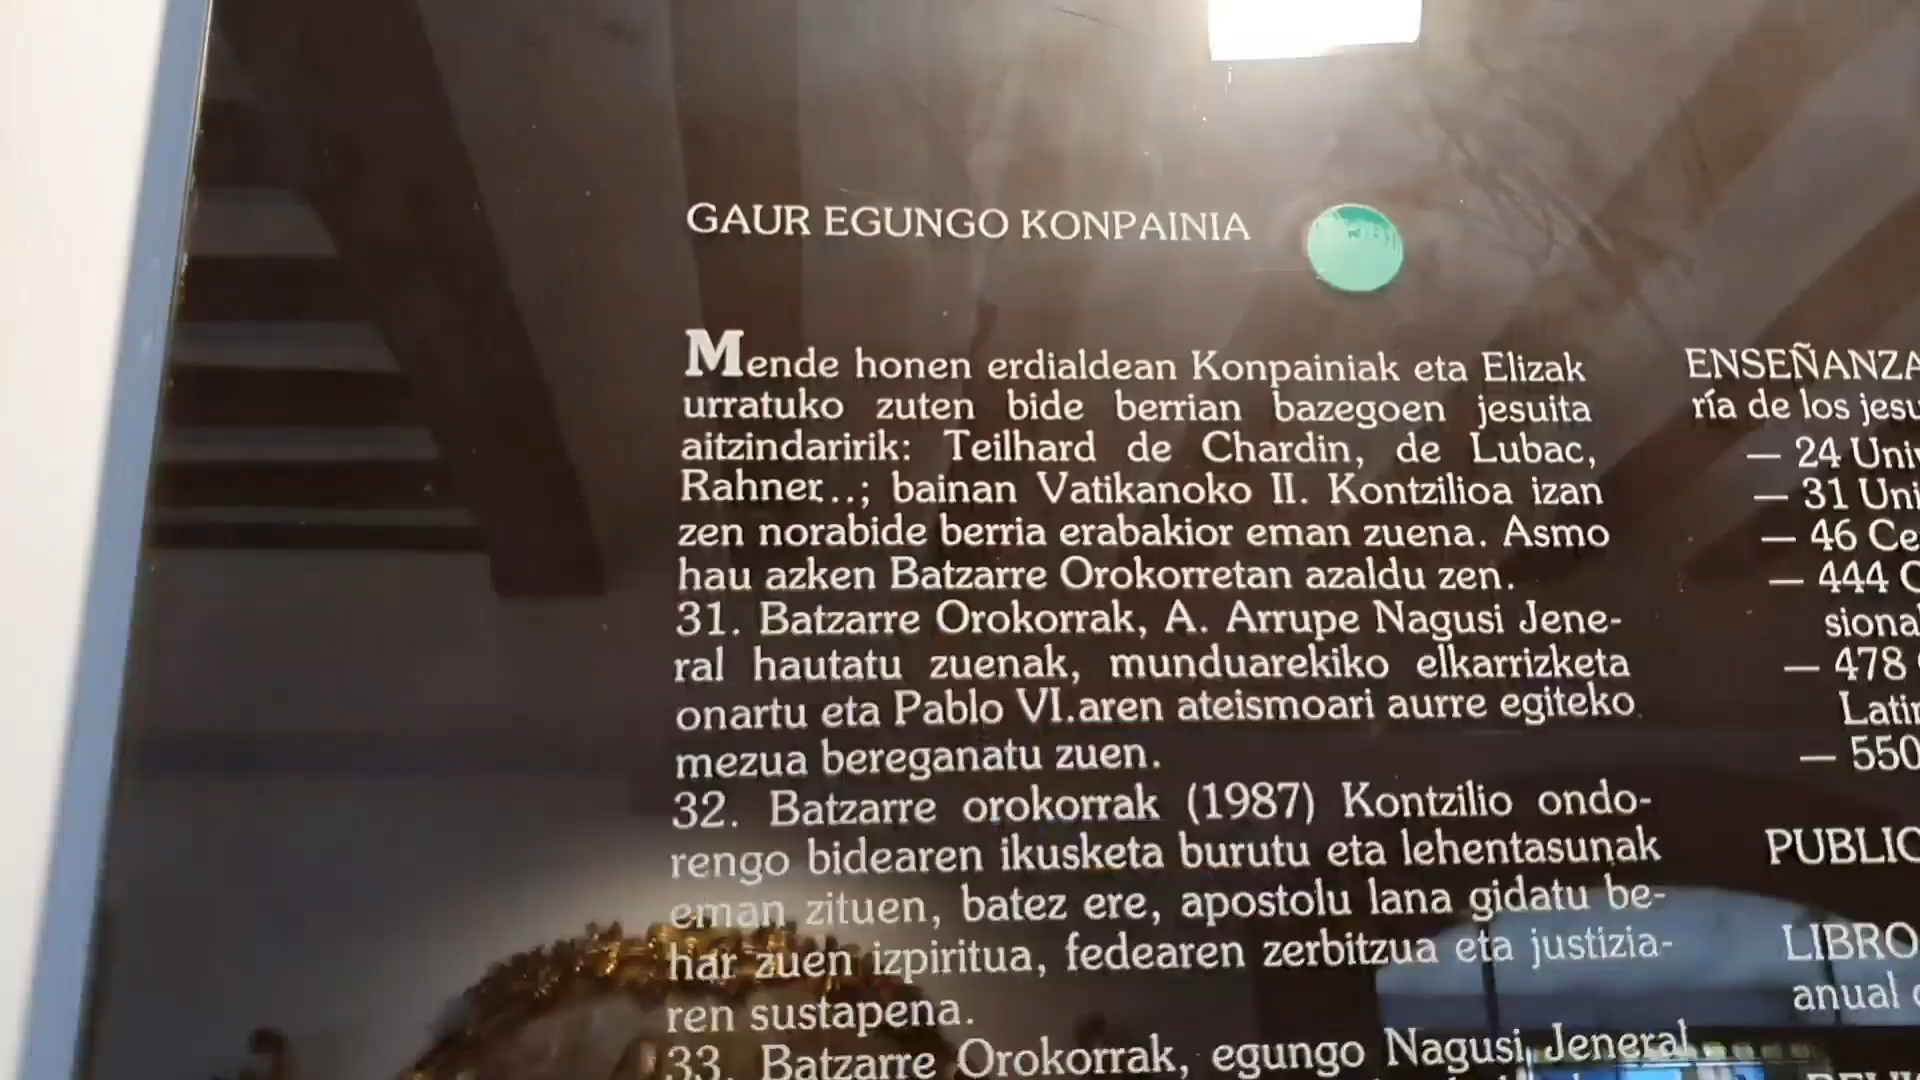 GAUR EGUNGO KONPAINIA
Mende honen erdialdean Konpainiak eta Elizak
urratuko zuten bide berrian bazegoen jesuita
aitzindaririk: Teilhard de Chardin, de Lubac,
Rahner..; bainan Vatikanoko II. Kontzilioa izan
zen norabide berria erabakior eman zuena. Asmo
hau azken Batzarre Orokorretan azaldu zen.
31. Batzarre Orokorrak, A. Arrupe Nagusi Jene-
ral hautatu zuenak, munduarekiko elkarrizketa
onartu eta Pablo VI.aren ateismoari aurre egiteko
mezua bereganatu zuen.
32. Batzarre orokorrak (1987) Kontzilio ondo-
rengo bidearen ikusketa burutu eta lehentasunak
eman zituen, batez ere, apostolu lana gidatu be-
har zuen izpiritua, fedearen zerbitzua eta justizia-
ren sustapena.
33. Batzarre Orokorrak, egungo Nagusi Jeneral
ENSEÑANZA
ría de los jesu
— 24 Univ
— 31 Uni
— 46 Ce
— 444 C
siona
— 478
Latin
— 550
PUBLIC
LIBRO
anual